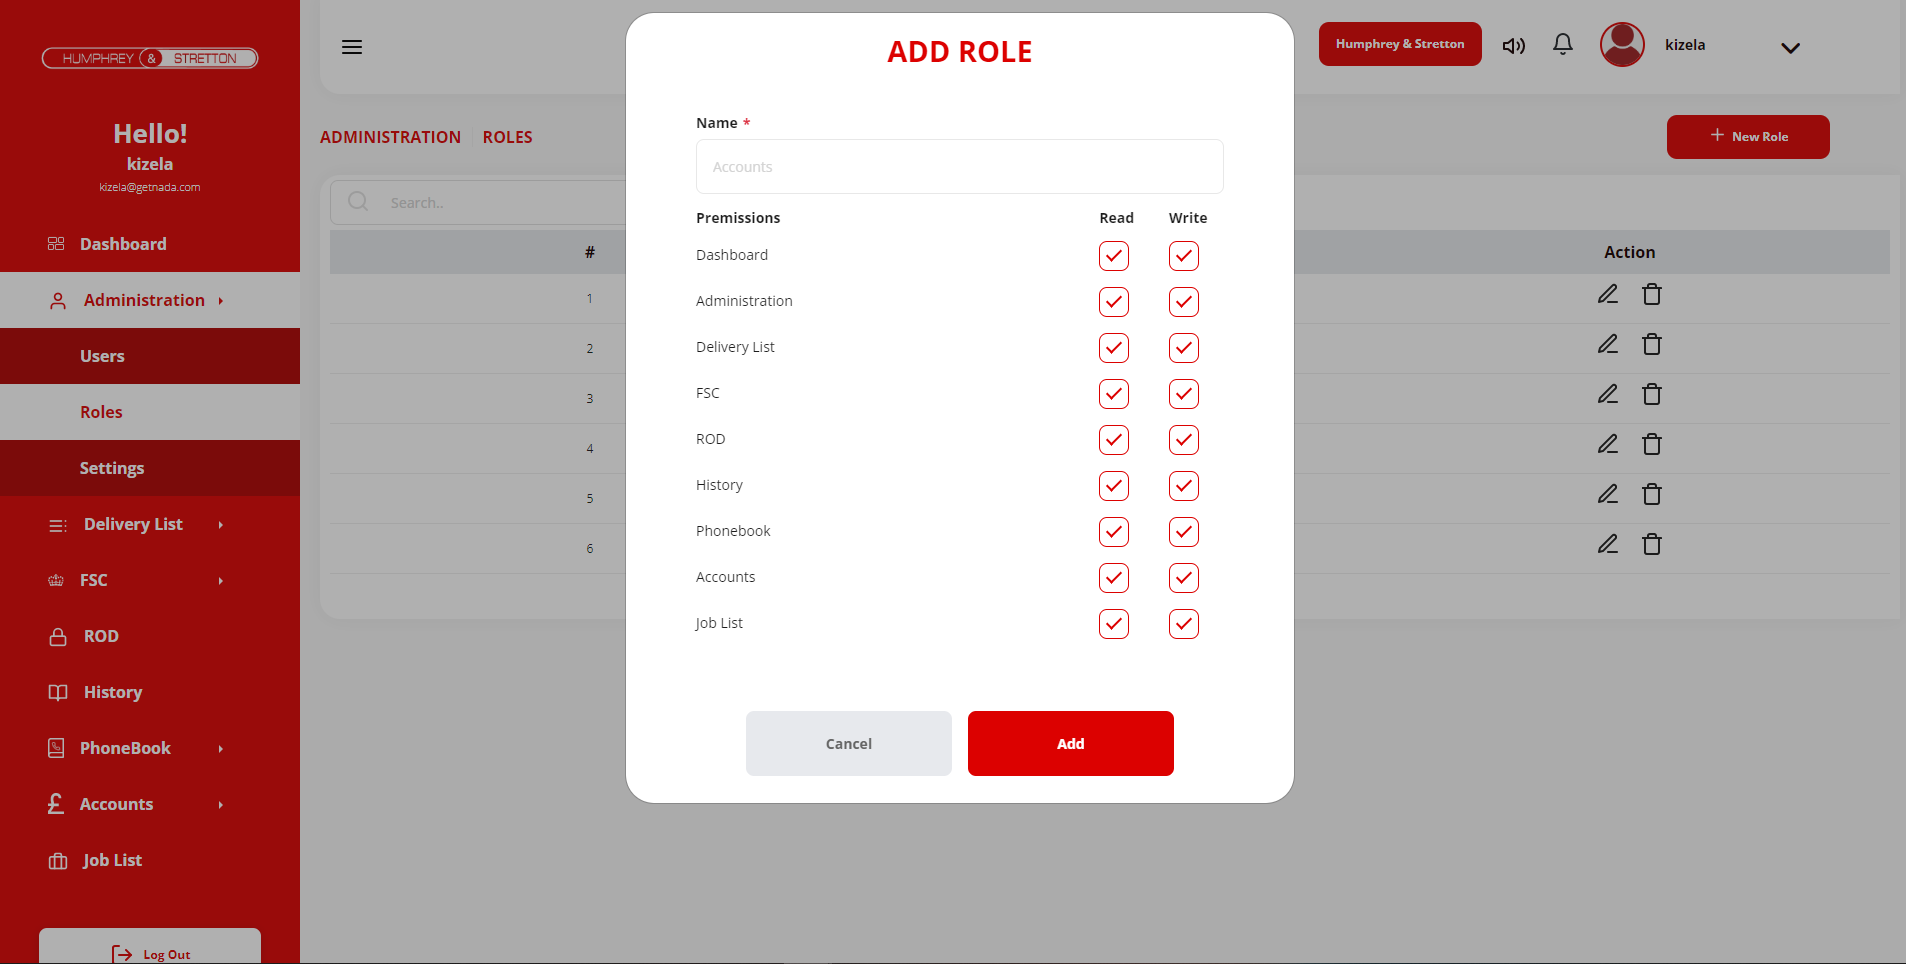 HUMPHREY & STRETTON
Hello!
kizela
kizela@getnada.com
Dashboard
Administration
Users
Roles
Settings
Delivery List
FSC
ROD
History
PhoneBook
£ Accounts
Job List
Log Out
Humphrey & Stretton
kizela
ADMINISTRATION ROLES
+ New Role
Search..
# Action
1
2
3
4
5
6
ADD ROLE
Name *
Accounts
Premissions Read Write
Dashboard
Administration
Delivery List
FSC
ROD
History
Phonebook
Accounts
Job List
Cancel Add